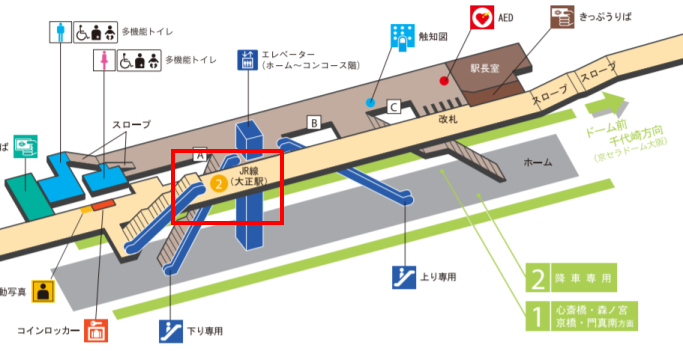 多機能トイレ
多機能トイレ
エレベーター
(ホーム～コンコース階)
触知図
AED
きっぷうりば
駅長室
スロープ
スロープ
スロープ
改札
A
B
C
JR線
(大正駅)
2
ドーム前
千代崎方向
(京セラドーム大阪)
ホーム
上り専用
下り専用
コインロッカー
動写真
ば
2 降車専用
1 心斎橋・森ノ宮
京橋・門真南方面